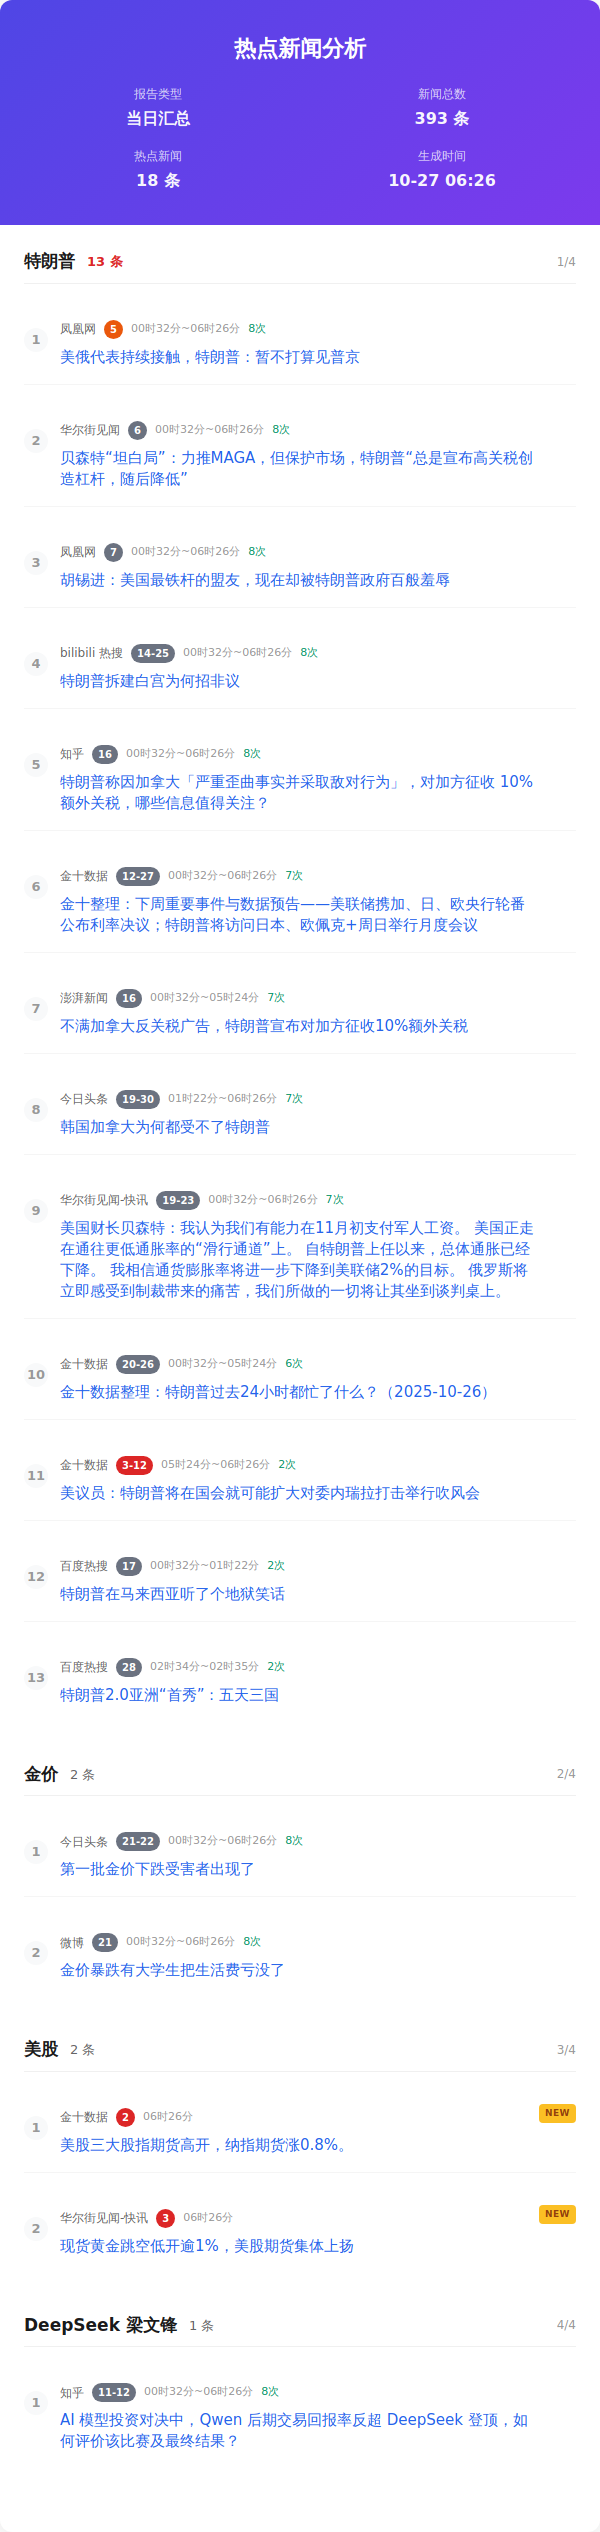 热点新闻分析
报告类型
新闻总数
当日汇总
393 条
热点新闻
生成时间
18 条
10-27 06:26
特朗普 13 条 1/4
1
凤凰网 5 00时32分~06时26分 8次
美俄代表持续接触，特朗普：暂不打算见普京
2
华尔街见闻 6 00时32分~06时26分 8次
贝森特“坦白局”：力推MAGA，但保护市场，特朗普“总是宣布高关税创
造杠杆，随后降低”
3
凤凰网 7 00时32分~06时26分 8次
胡锡进：美国最铁杆的盟友，现在却被特朗普政府百般羞辱
4
bilibili 热搜 14-25 00时32分~06时26分 8次
特朗普拆建白宫为何招非议
5
知乎 16 00时32分~06时26分 8次
特朗普称因加拿大「严重歪曲事实并采取敌对行为」，对加方征收 10%
额外关税，哪些信息值得关注？
6
金十数据 12-27 00时32分~06时26分 7次
金十整理：下周重要事件与数据预告——美联储携加、日、欧央行轮番
公布利率决议；特朗普将访问日本、欧佩克+周日举行月度会议
7
澎湃新闻 16 00时32分~05时24分 7次
不满加拿大反关税广告，特朗普宣布对加方征收10%额外关税
8
今日头条 19-30 01时22分~06时26分 7次
韩国加拿大为何都受不了特朗普
9
华尔街见闻-快讯 19-23 00时32分~06时26分 7次
美国财长贝森特：我认为我们有能力在11月初支付军人工资。 美国正走
在通往更低通胀率的“滑行通道”上。 自特朗普上任以来，总体通胀已经
下降。 我相信通货膨胀率将进一步下降到美联储2%的目标。 俄罗斯将
立即感受到制裁带来的痛苦，我们所做的一切将让其坐到谈判桌上。
10
金十数据 20-26 00时32分~05时24分 6次
金十数据整理：特朗普过去24小时都忙了什么？（2025-10-26）
11
金十数据 3-12 05时24分~06时26分 2次
美议员：特朗普将在国会就可能扩大对委内瑞拉打击举行吹风会
12
百度热搜 17 00时32分~01时22分 2次
特朗普在马来西亚听了个地狱笑话
13
百度热搜 28 02时34分~02时35分 2次
特朗普2.0亚洲“首秀”：五天三国
金价 2 条 2/4
1
今日头条 21-22 00时32分~06时26分 8次
第一批金价下跌受害者出现了
2
微博 21 00时32分~06时26分 8次
金价暴跌有大学生把生活费亏没了
美股 2 条 3/4
1
金十数据 2 06时26分 NEW
美股三大股指期货高开，纳指期货涨0.8%。
2
华尔街见闻-快讯 3 06时26分 NEW
现货黄金跳空低开逾1%，美股期货集体上扬
DeepSeek 梁文锋 1 条 4/4
1
知乎 11-12 00时32分~06时26分 8次
AI 模型投资对决中，Qwen 后期交易回报率反超 DeepSeek 登顶，如
何评价该比赛及最终结果？